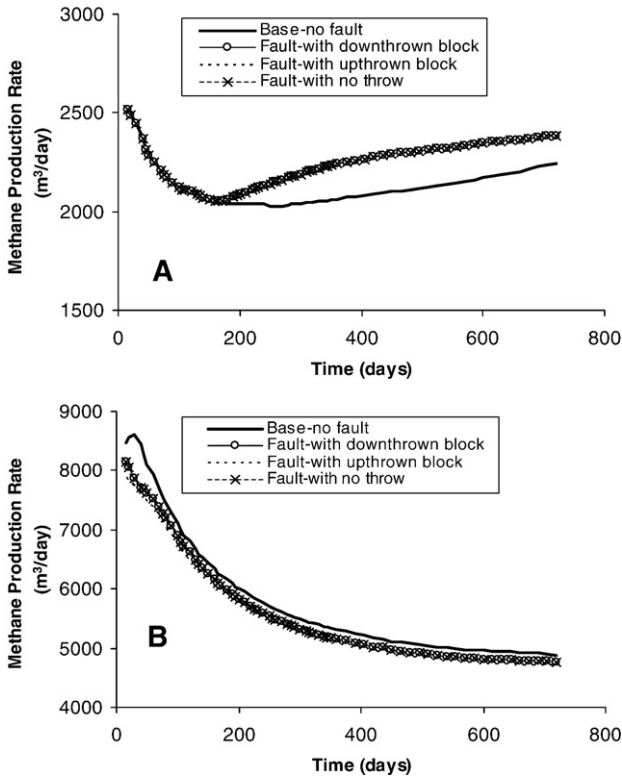 3000
2500
2000
1500
Methane Production Rate
(m³/day)
Base-no fault
Fault-with downthrown block
Fault-with upthrown block
Fault-with no throw
A
0
200
400
600
800
Time (days)
9000
8000
7000
6000
5000
4000
Methane Production Rate
(m³/day)
Base-no fault
Fault-with downthrown block
Fault-with upthrown block
Fault-with no throw
B
0
200
400
600
800
Time (days)